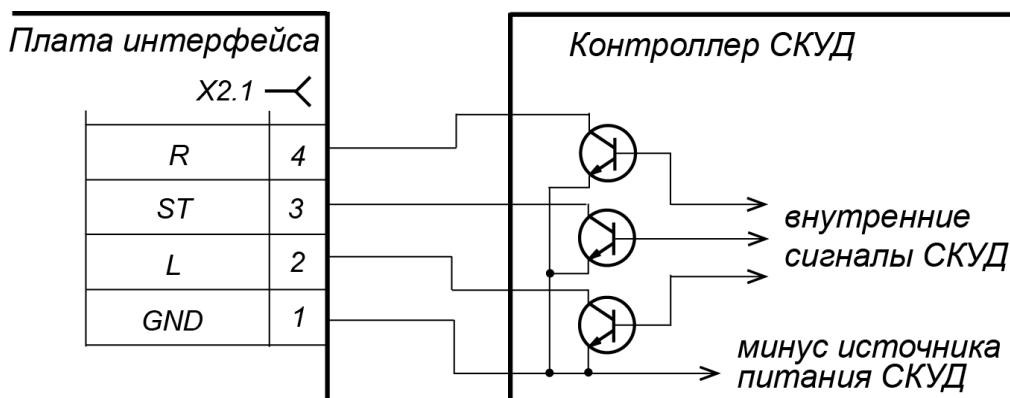 Плата интерфейса
X2.1
R 4
ST 3
L 2
GND 1
Контроллер СКУД
внутренние
сигналы СКУД
минус источника
питания СКУД